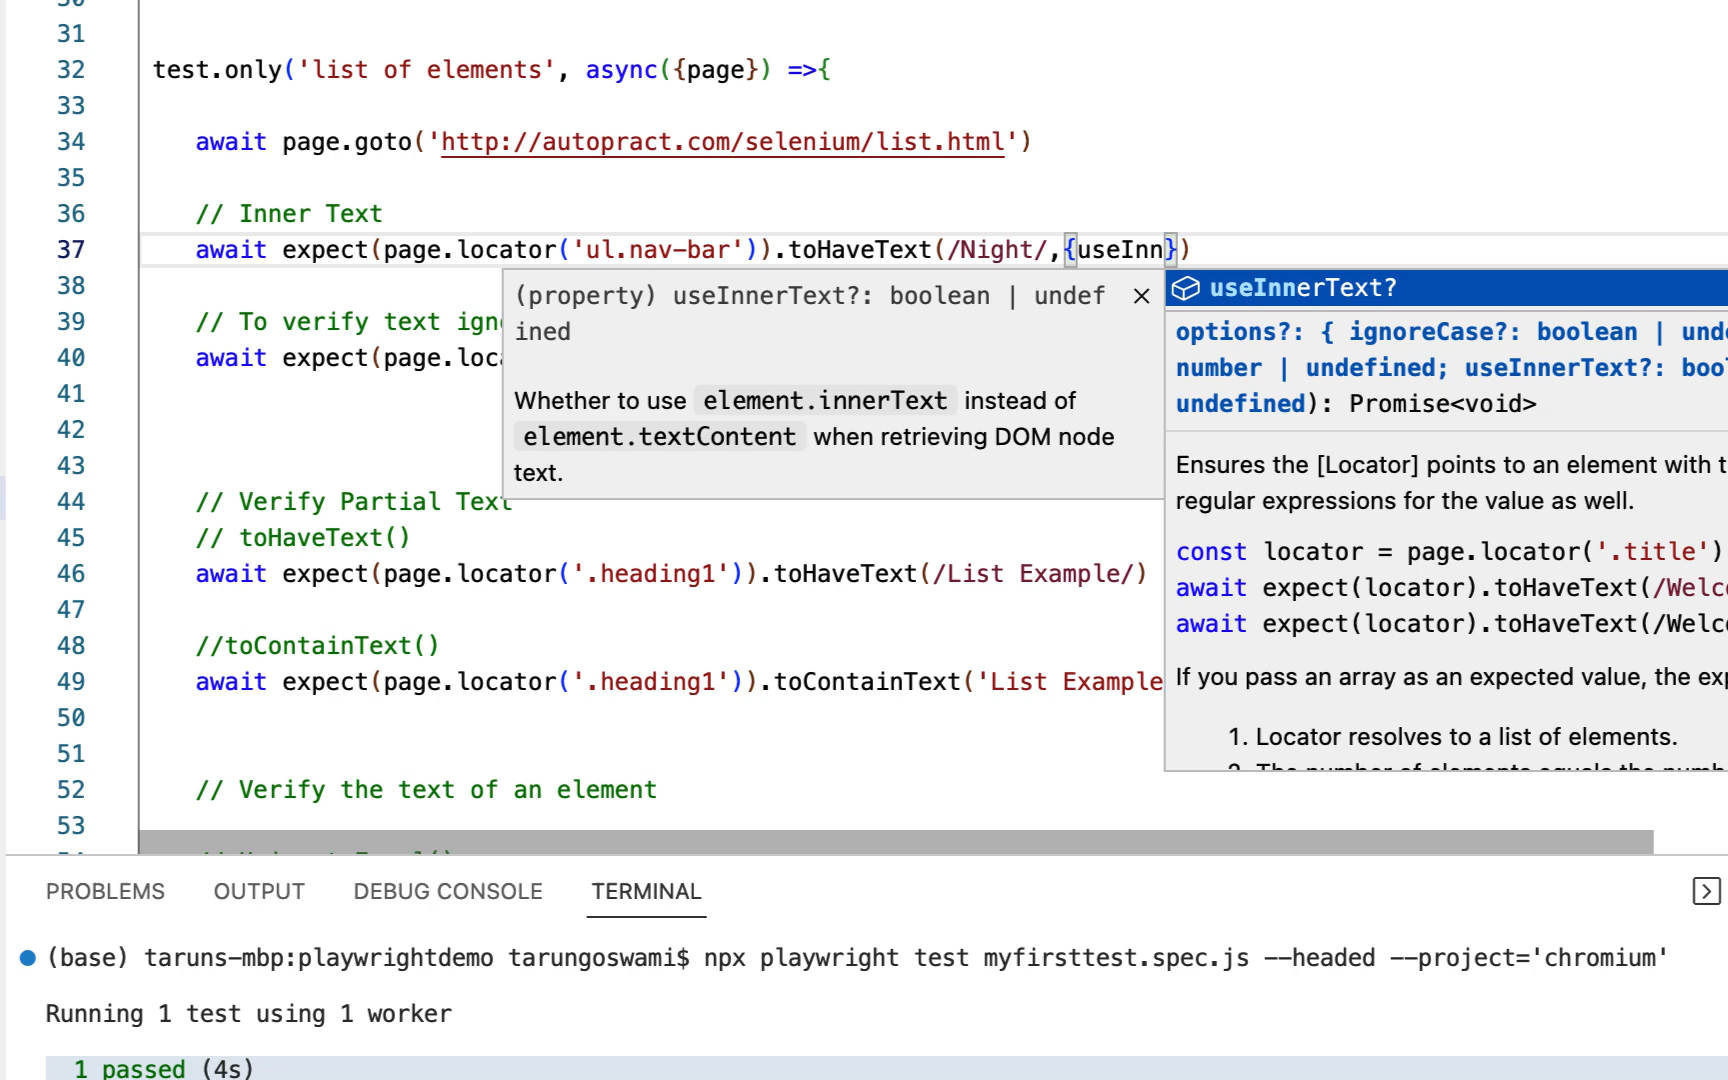 31
32 test.only('list of elements', async({page}) =>{
33
34 await page.goto('http://autopract.com/selenium/list.html')
35
36 // Inner Text
37 await expect(page.locator('ul.nav-bar')).toHaveText(/Night/,{useInn})
38
(property) useInnerText?: boolean | undef
ined
Whether to use element.innerText instead of
element.textContent when retrieving DOM node
text.
useInnerText?
options?: { ignoreCase?: boolean |
number | undefined; useInnerText?:
undefined): Promise<void>
Ensures the [Locator] points to an element with
regular expressions for the value as well.
const locator = page.locator('.title')
await expect(locator).toHaveText(
await expect(locator).toHaveText(
If you pass an array as an expected value, the
1. Locator resolves to a list of elements.
39 // To verify text
40 await expect(page.
41
42
43
44 // Verify Partial Text
45 // toHaveText()
46 await expect(page.locator('.heading1')).toHaveText(/List Example/)
47
48 //toContainText()
49 await expect(page.locator('.heading1')).toContainText('List Example
50
51
52 // Verify the text of an element
53
PROBLEMS OUTPUT DEBUG CONSOLE TERMINAL
(base) taruns-mbp:playwrightdemo tarungoswami$ npx playwright test myfirsttest.spec.js --headed --project='chromium'
Running 1 test using 1 worker
1 passed (4s)